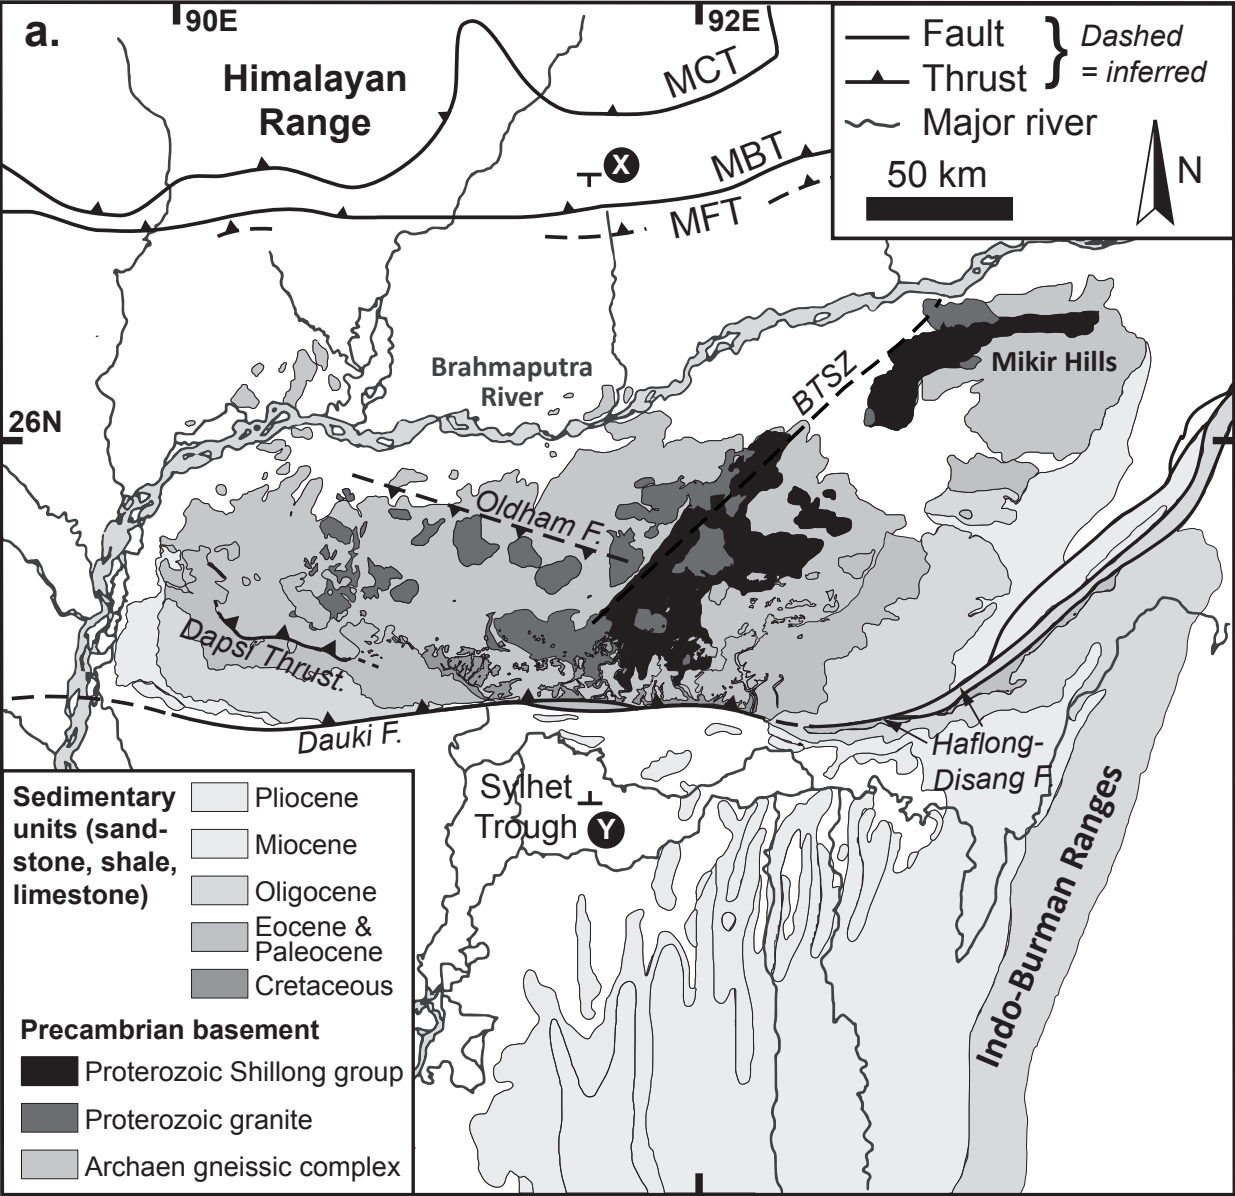 a.
90E
92E
Fault
Thrust
Dashed
= inferred
Major river
50 km
N
Himalayan
Range
MCT
X
MBT
MFT
Brahmaputra
River
BTSZ
Mikir Hills
26N
Oldham F.
Dapsi Thrust.
Dauki F.
Haflong-
Disang F.
Sylhet
Trough
Y
Indo-Burman Ranges
Sedimentary
units (sand-
stone, shale,
limestone)
Pliocene
Miocene
Oligocene
Eocene &
Paleocene
Cretaceous
Precambrian basement
Proterozoic Shillong group
Proterozoic granite
Archaen gneissic complex